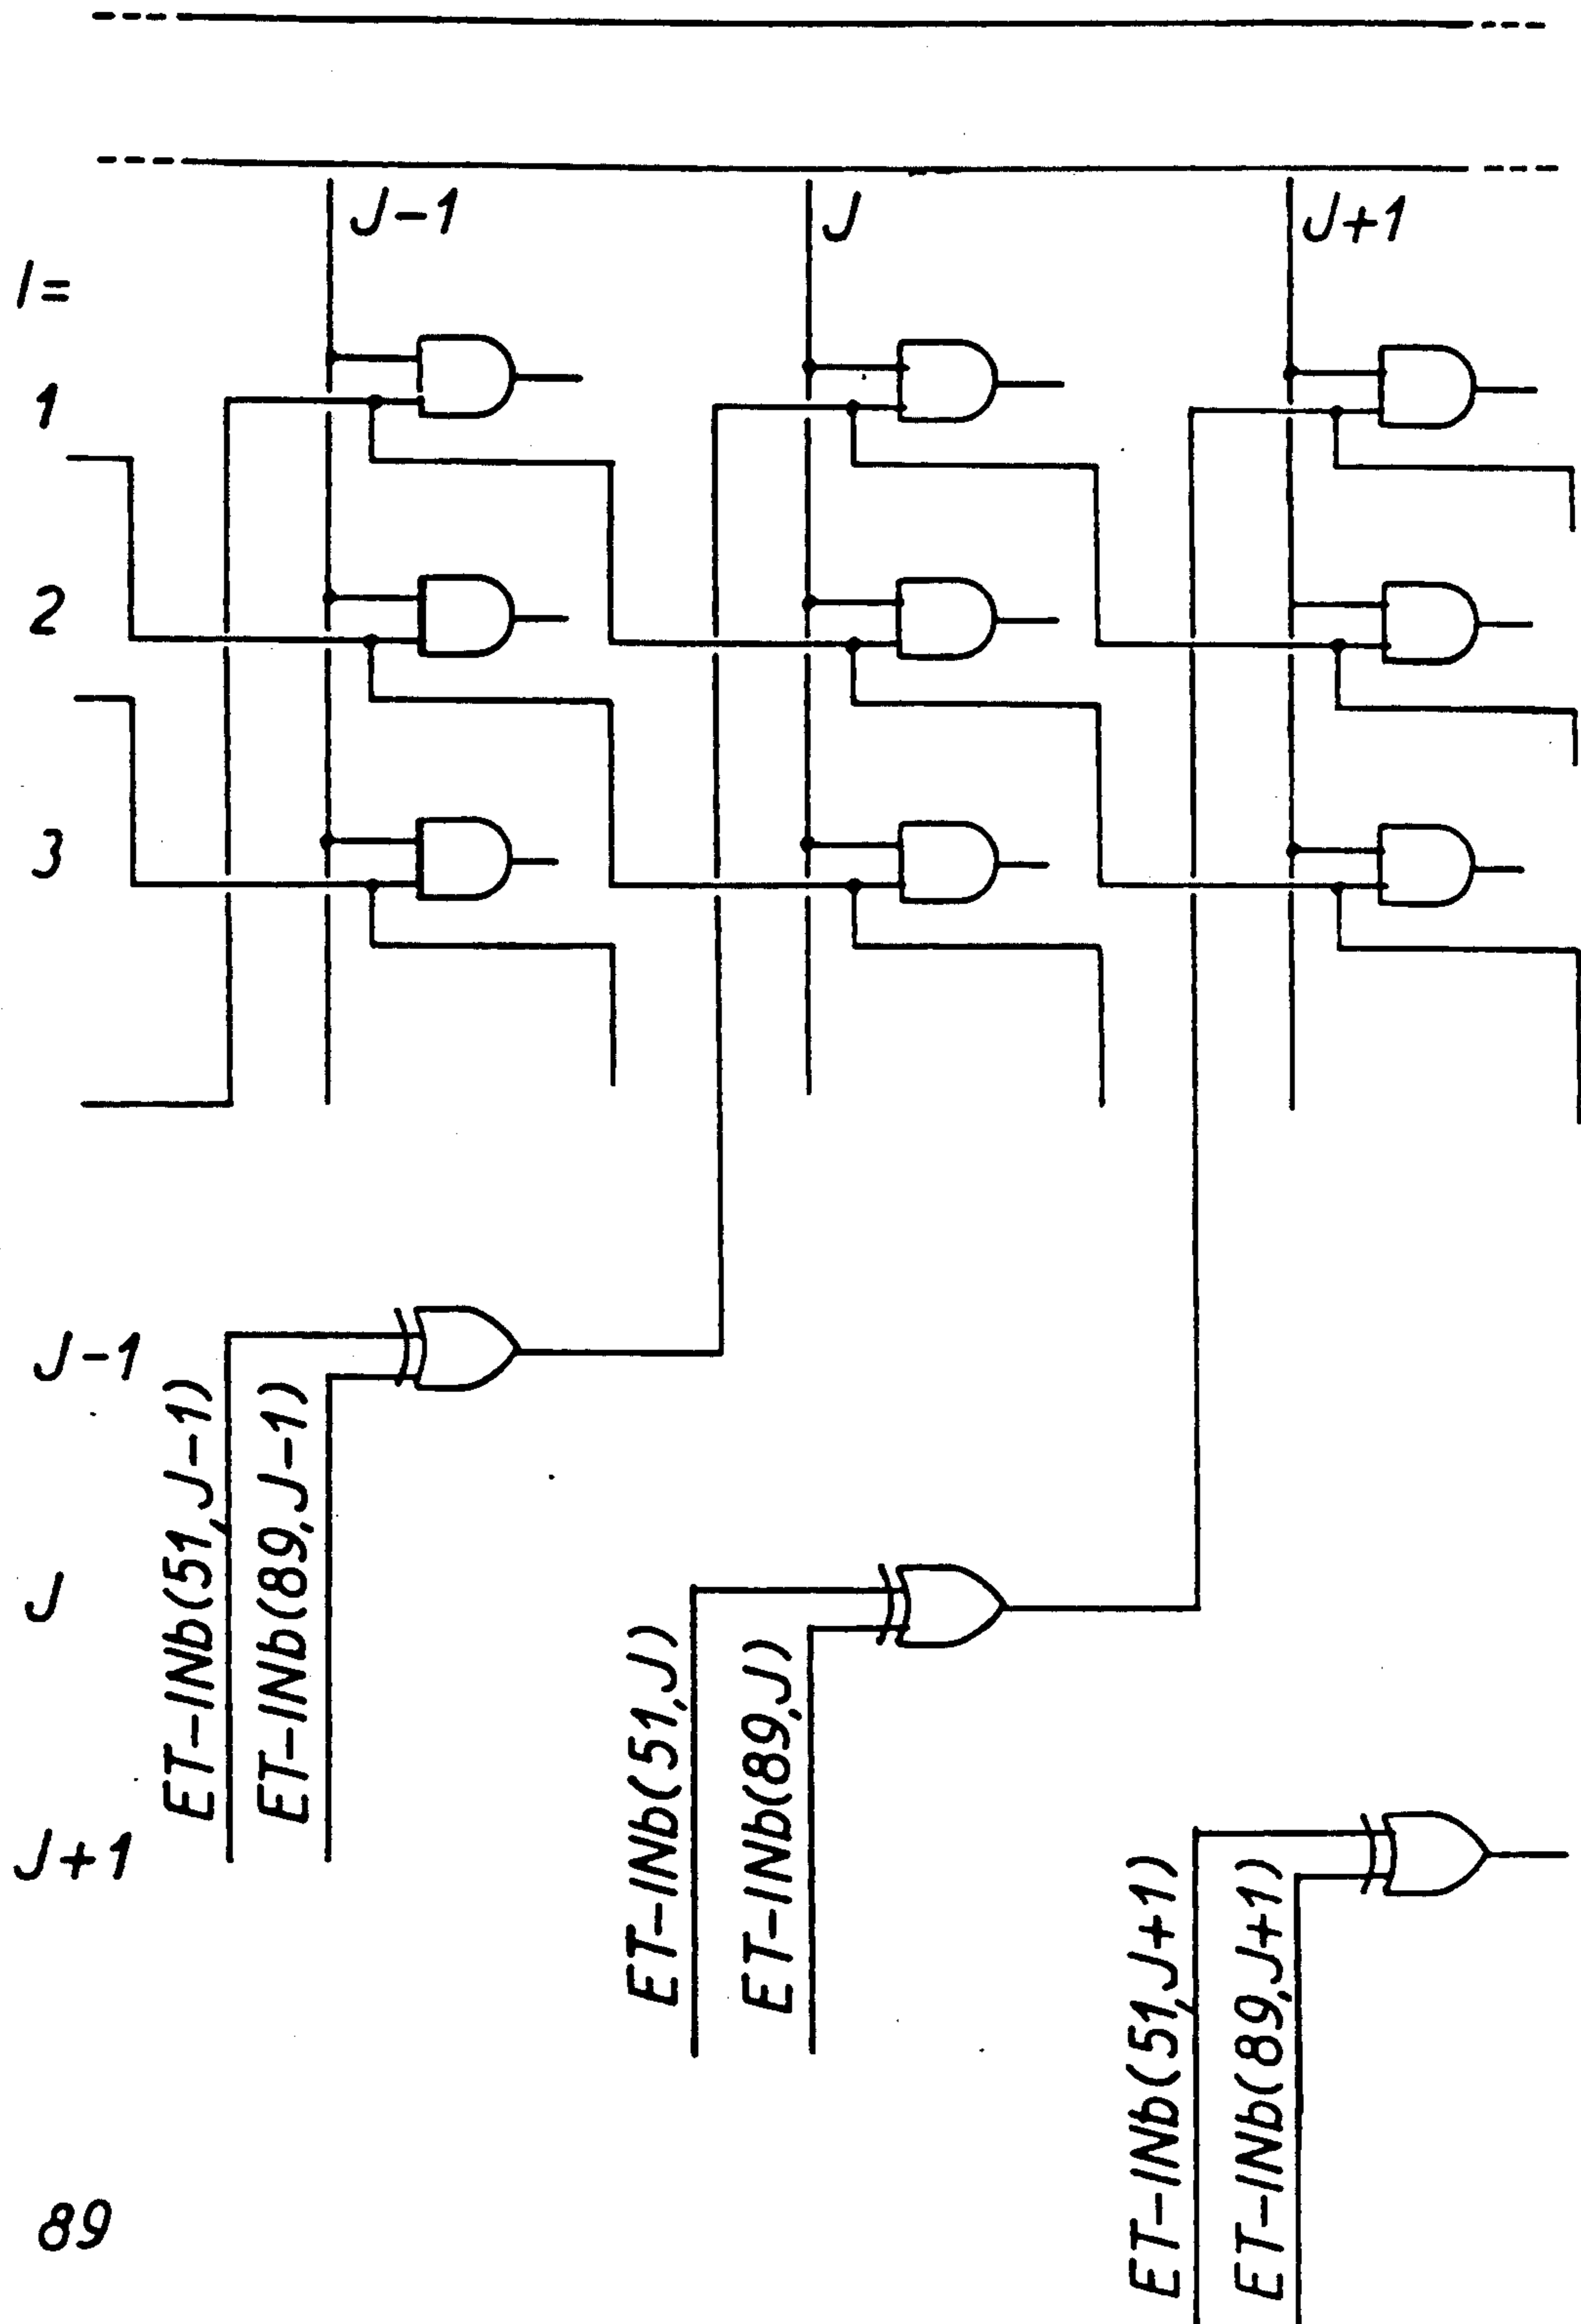 J-1
J
J+1
I=
1
2
3
J-1
J
J+1
89
ET-INb(51,J-1)
ET-INb(89,J-1)
ET-INb(51,J)
ET-INb(89,J)
ET-INb(51,J+1)
ET-INb(89,J+1)